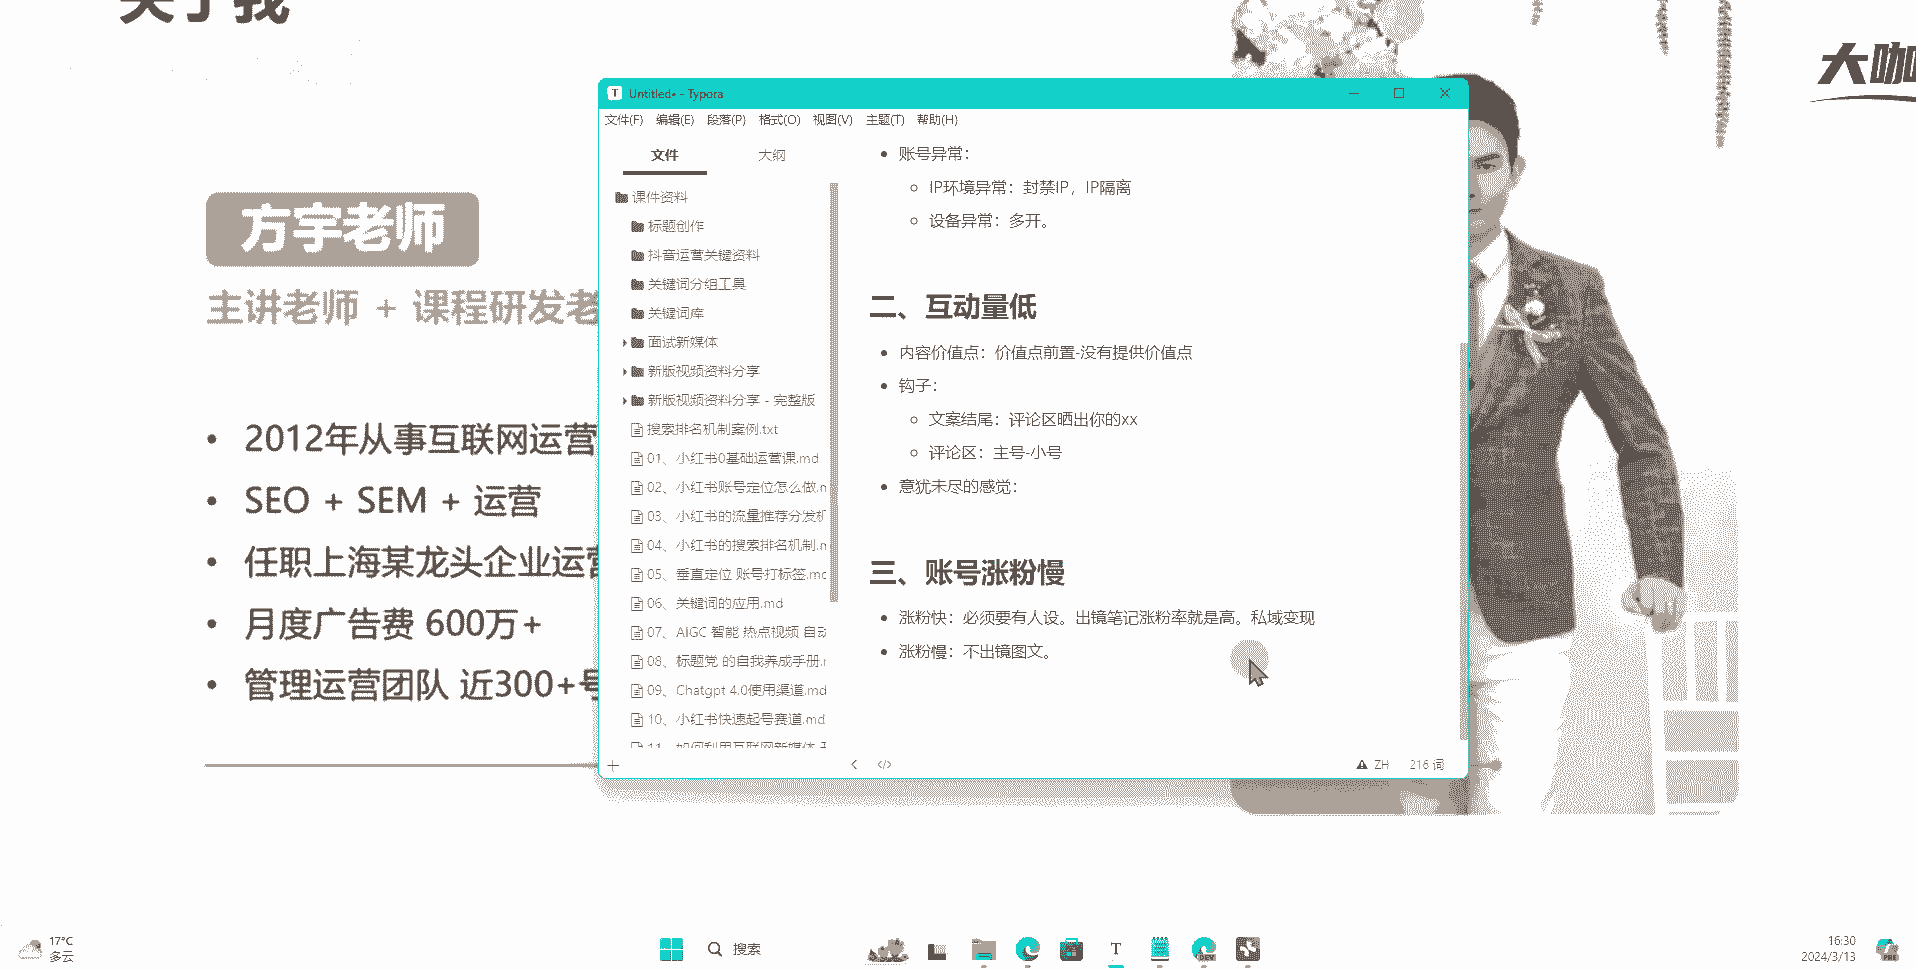 关于我
大咖
方宇老师
主讲老师 + 课程研发老
2012年从事互联网运营
SEO + SEM + 运营
任职上海某龙头企业运营
月度广告费 600万+
管理运营团队 近300+号
Untitled• - Typora
文件(F) 编辑(E) 段落(P) 格式(O) 视图(V) 主题(T) 帮助(H)
文件 大纲
课件资料
标题创作
抖音运营关键资料
关键词分组工具
关键词库
面试新媒体
新版视频资料分享
新版视频资料分享 - 完整版
搜索排名机制案例.txt
01、小红书0基础运营课.md
02、小红书账号定位怎么做.m
03、小红书的流量推荐分发机
04、小红书的搜索排名机制.m
05、垂直定位 账号打标签.md
06、关键词的应用.md
07、AIGC 智能 热点视频 自动
08、标题党 的自我养成手册.m
09、Chatgpt 4.0使用渠道.md
10、小红书快速起号赛道.md
11、如何利用互联网新媒体
账号异常：
IP环境异常：封禁IP，IP隔离
设备异常：多开。
二、互动量低
内容价值点：价值点前置-没有提供价值点
钩子：
文案结尾：评论区晒出你的xx
评论区：主号-小号
意犹未尽的感觉：
三、账号涨粉慢
涨粉快：必须要有人设。出镜笔记涨粉率就是高。私域变现
涨粉慢：不出镜图文。
ZH 216 词
17°C
多云
搜索
T
DEV
16:30
2024/3/13
PRE